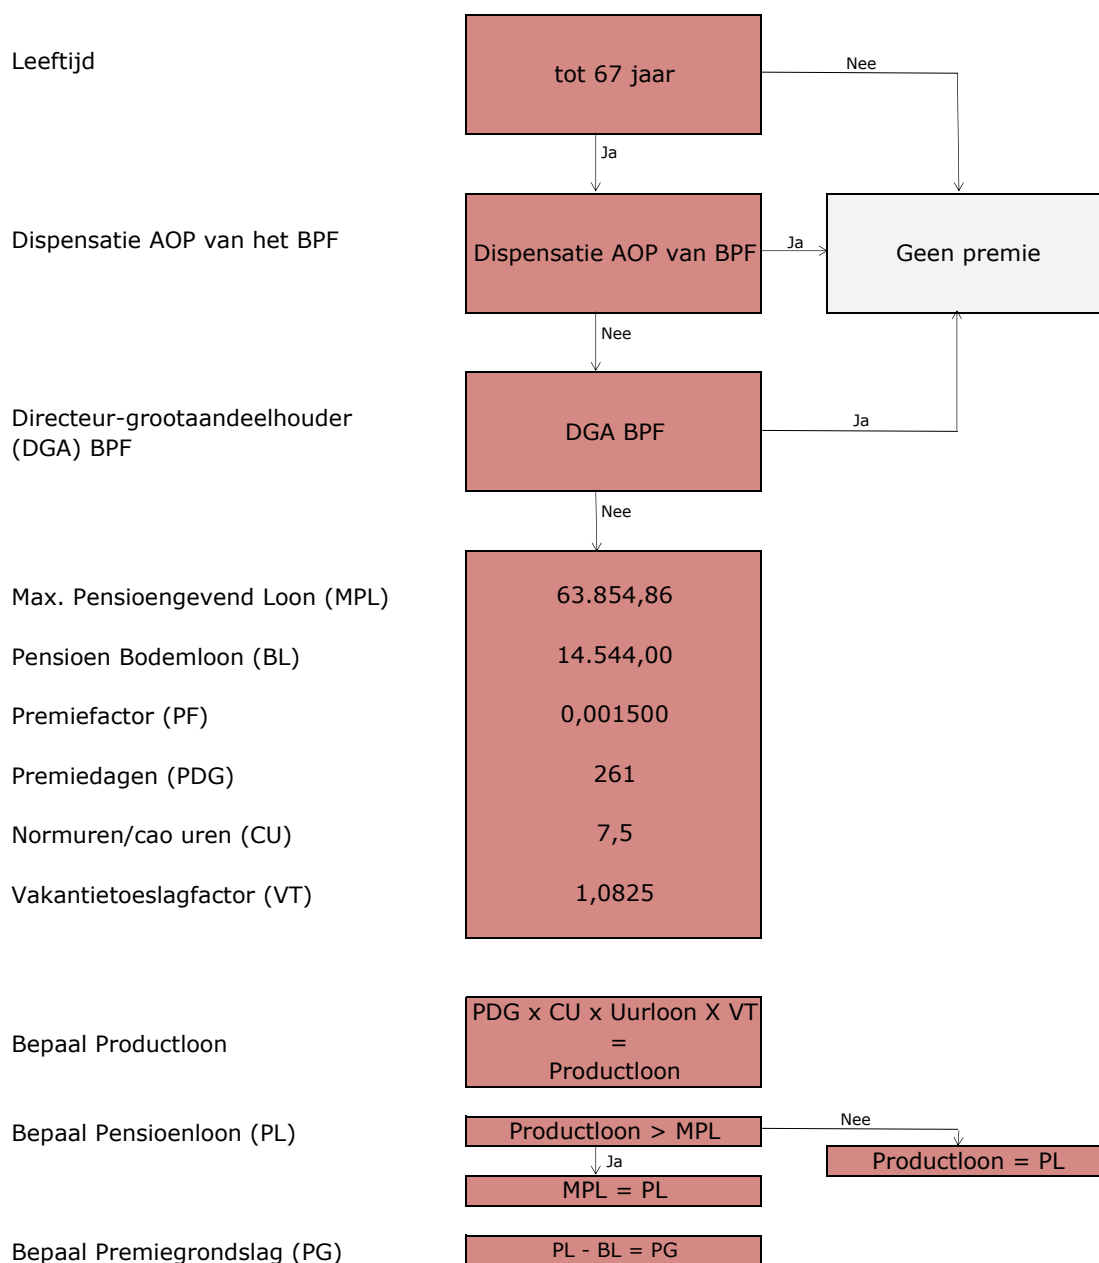 Leeftijd
tot 67 jaar
Nee
Ja
Dispensatie AOP van het BPF
Dispensatie AOP van BPF
Ja
Geen premie
Nee
Directeur-grootaandeelhouder
(DGA) BPF
DGA BPF
Ja
Nee
Max. Pensioengevend Loon (MPL)
63.854,86
Pensioen Bodemloon (BL)
14.544,00
Premiefactor (PF)
0,001500
Premiedagen (PDG)
261
Normuren/cao uren (CU)
7,5
Vakantietoeslagfactor (VT)
1,0825
Bepaal Productloon
PDG x CU x Uurloon X VT
=
Productloon
Bepaal Pensioenloon (PL)
Productloon > MPL
Nee
Productloon = PL
Ja
MPL = PL
Bepaal Premiegrondslag (PG)
PL - BL = PG